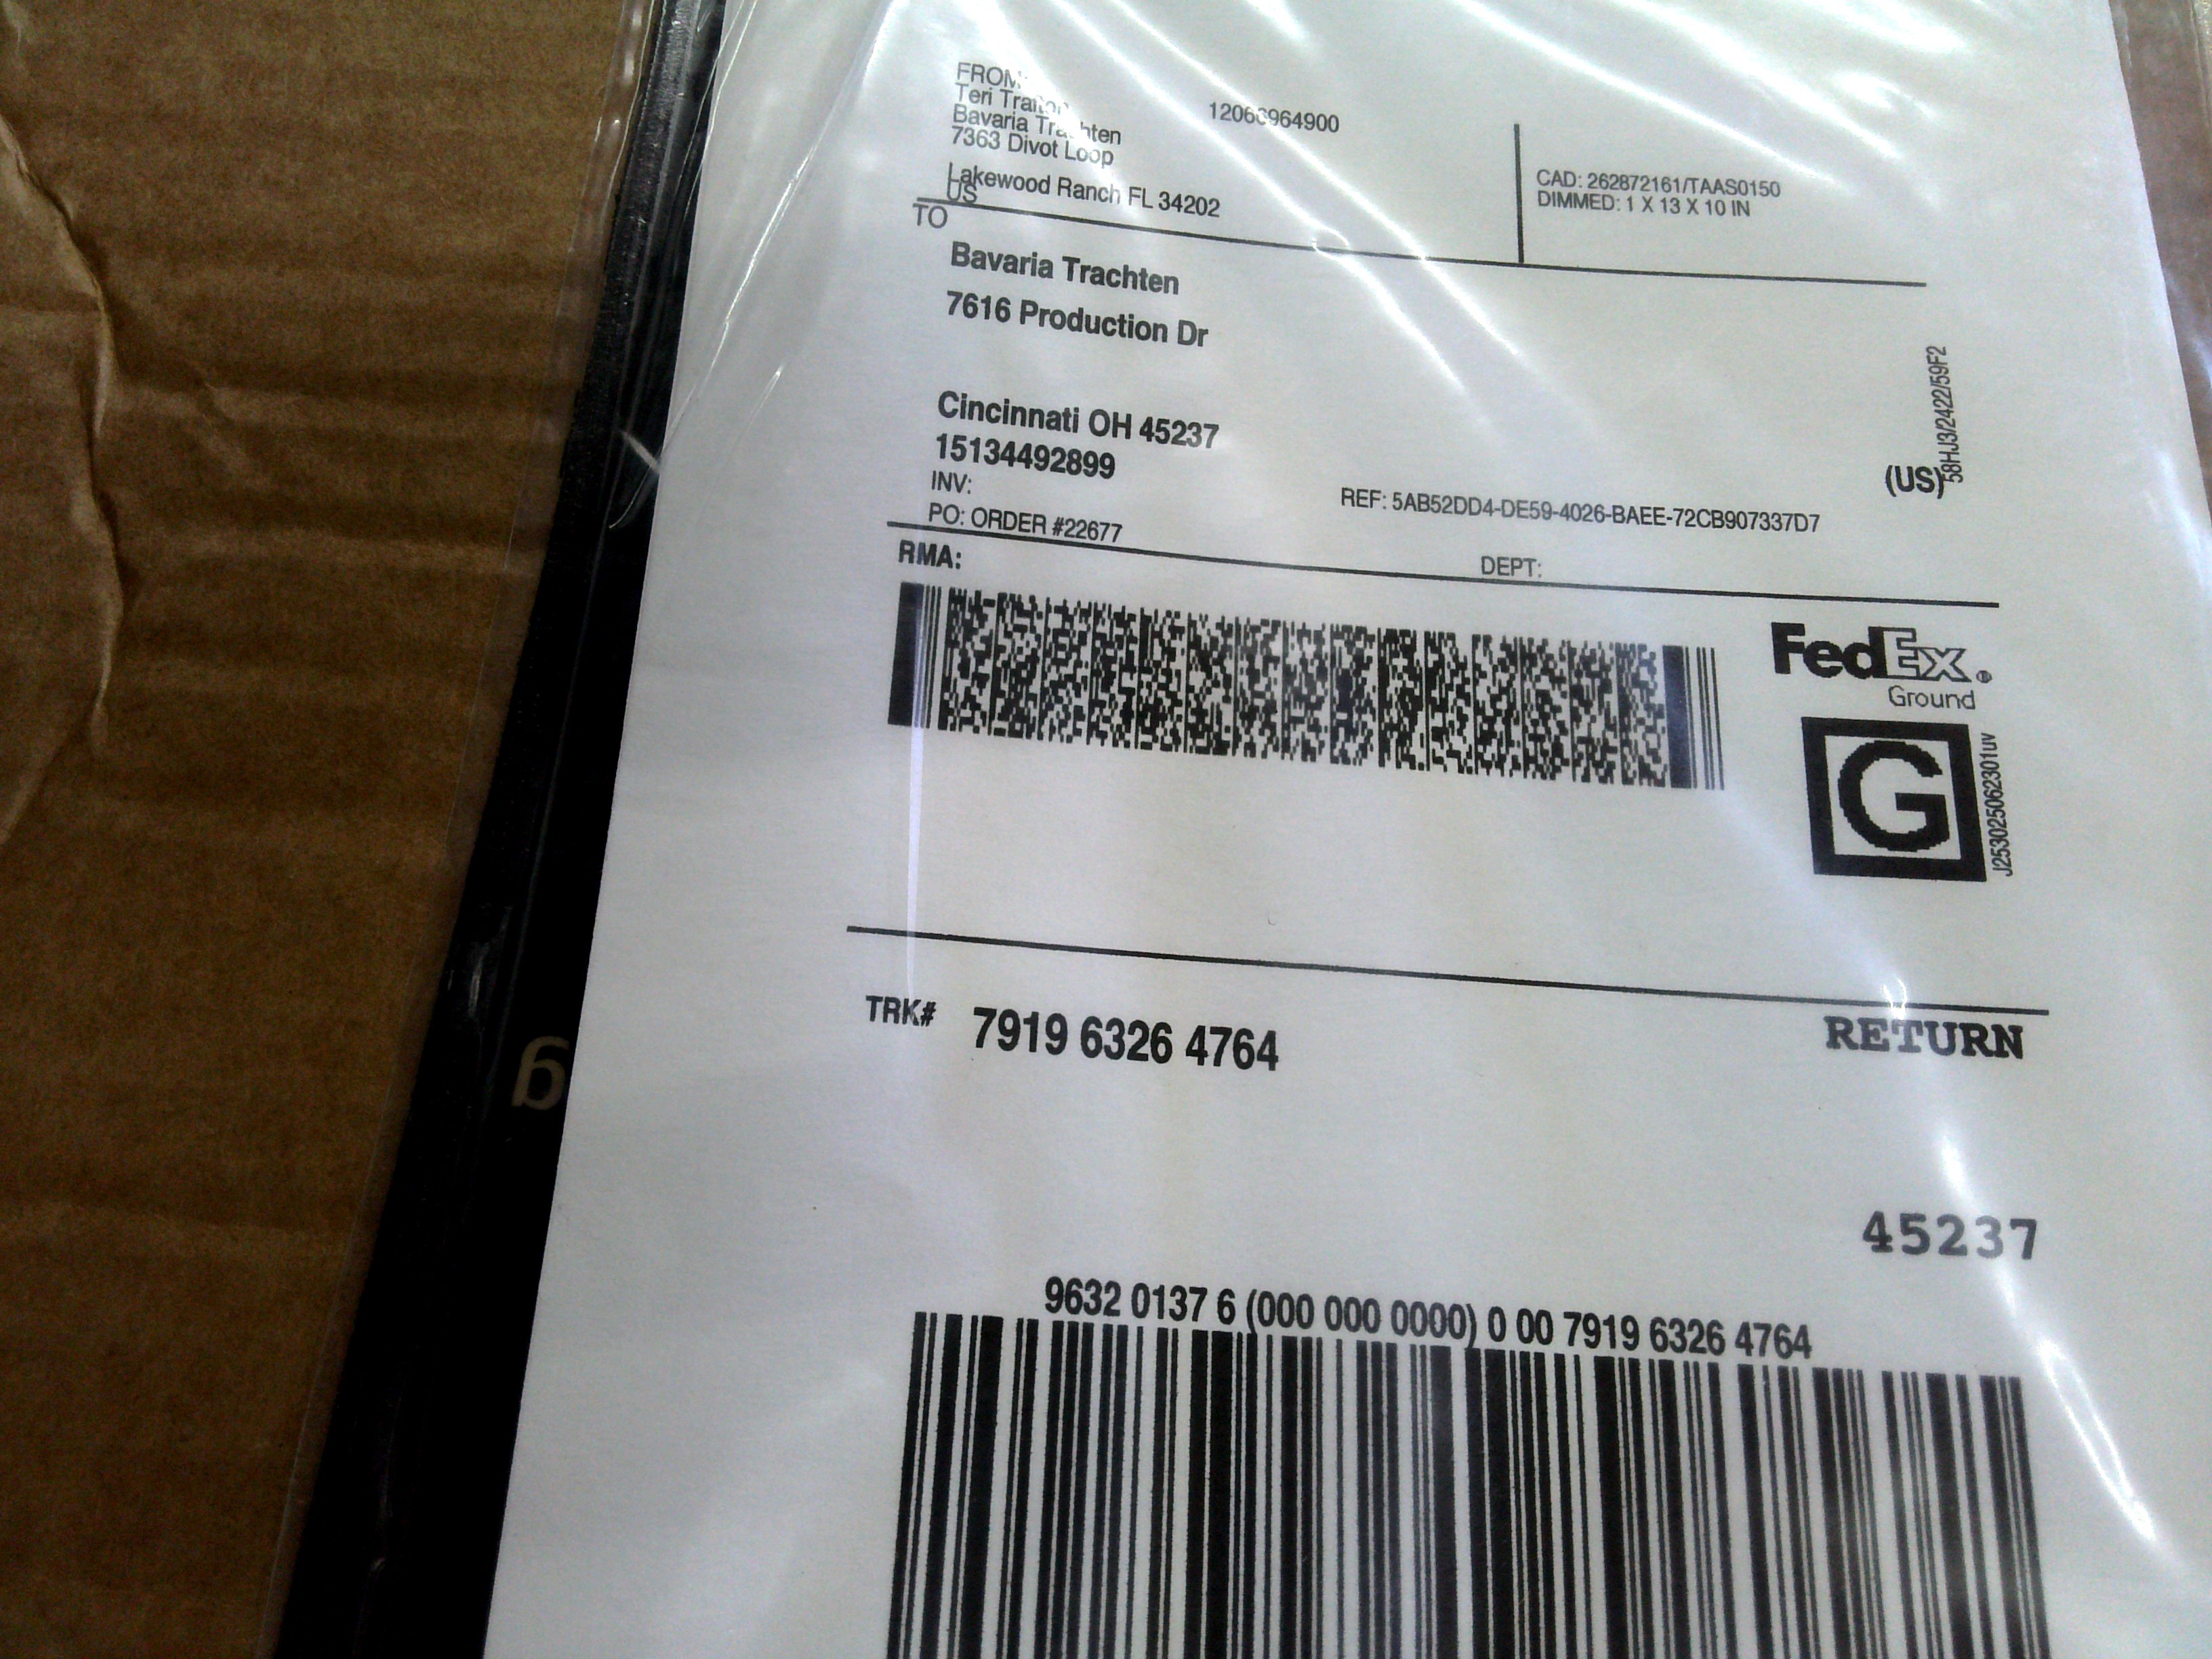 FROM:
Teri
Bavaria Trachten
7363 Divot Loop
Lakewood Ranch FL 34202
US
CAD: 262872161/TAAS0150
DIMMED: 1 X 13 X 10 IN
TO
Bavaria Trachten
7616 Production Dr
Cincinnati OH 45237
15134492899
(US)
58HJ3/2422/59F2
INV:
REF: 5AB52DD4-DE59-4026-BAEE-72CB907337D7
PO: ORDER #22677
RMA:
DEPT:
FedEx®
Ground
G
J253025062301uv
TRK# 7919 6326 4764
RETURN
45237
9632 0137 6 (000 000 0000) 0 00 7919 6326 4764
g